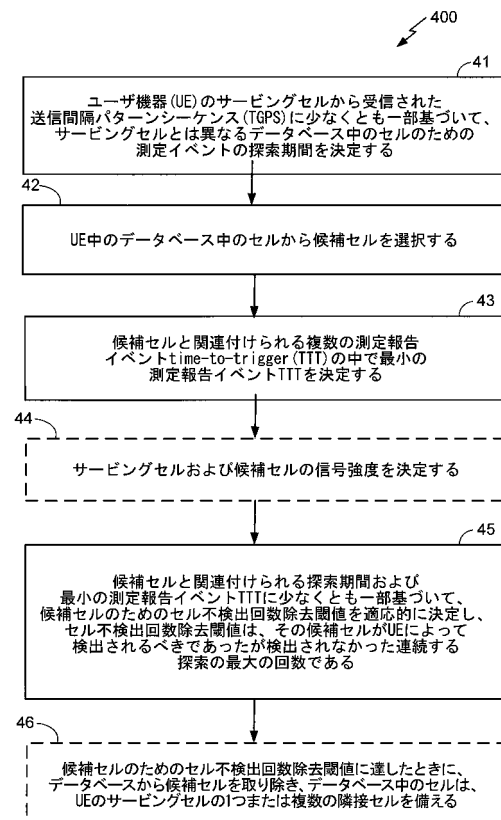 400
41
ユーザ機器(UE)のサービングセルから受信された
送信間隔パターンシーケンス(TGPS)に少なくとも一部基づいて、
サービングセルとは異なるデータベース中のセルのための
測定イベントの探索期間を決定する
42
UE中のデータベース中のセルから候補セルを選択する
43
候補セルと関連付けられる複数の測定報告
イベントtime-to-trigger(TTT)の中で最小の
測定報告イベントTTTを決定する
44
サービングセルおよび候補セルの信号強度を決定する
45
候補セルと関連付けられる探索期間および
最小の測定報告イベントTTTに少なくとも一部基づいて、
候補セルのためのセル不検出回数除去閾値を適応的に決定し、
セル不検出回数除去閾値は、その候補セルがUEによって
検出されるべきであったが検出されなかった連続する
探索の最大の回数である
46
候補セルのためのセル不検出回数除去閾値に達したときに、
データベースから候補セルを取り除き、データベース中のセルは、
UEのサービングセルの1つまたは複数の隣接セルを備える